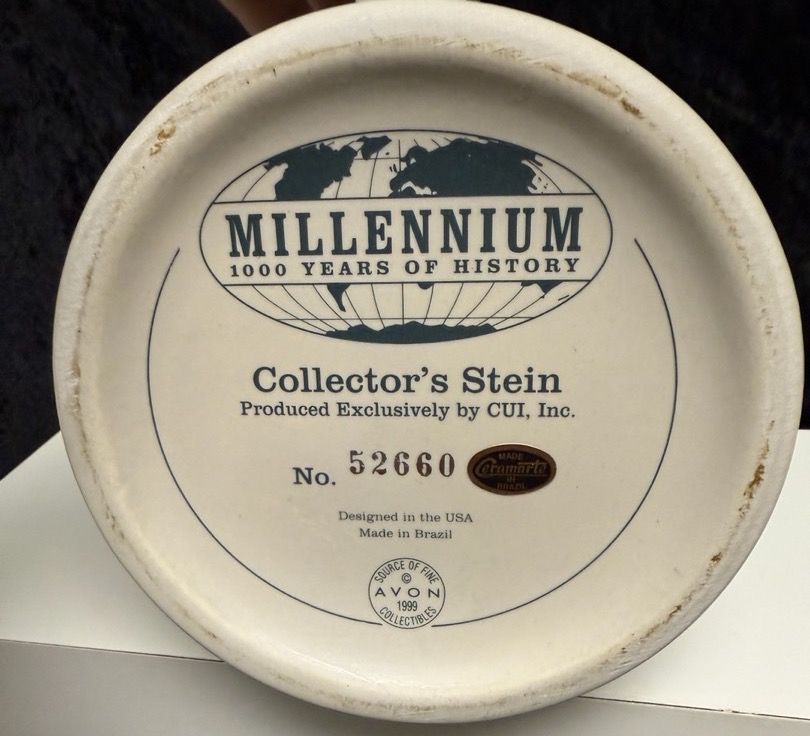 MILLENNIUM
1000 YEARS OF HISTORY
Collector's Stein
Produced Exclusively by CUI, Inc.
No. 52660
MADE
Ceramarte
IN
BRAZIL
Designed in the USA
Made in Brazil
SOURCE OF FINE
©
AVON
1999
COLLECTIBLES